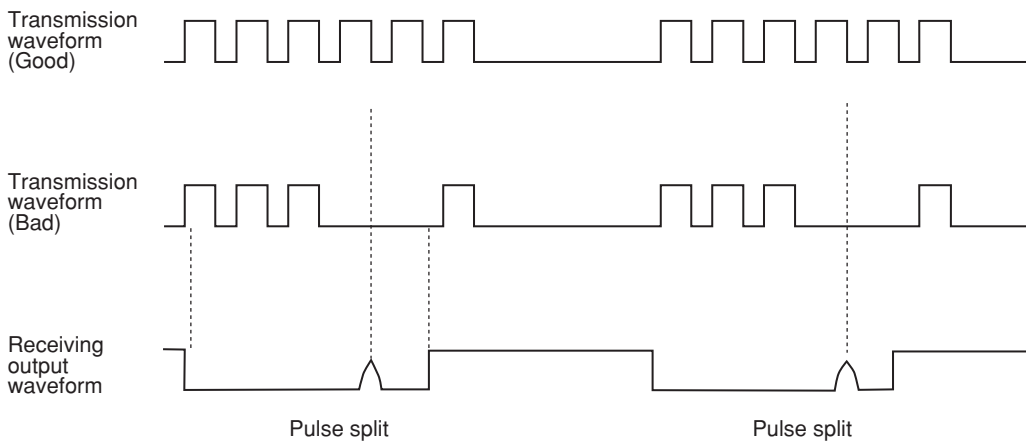 Transmission
waveform
(Good)
Transmission
waveform
(Bad)
Receiving
output
waveform
Pulse split
Pulse split